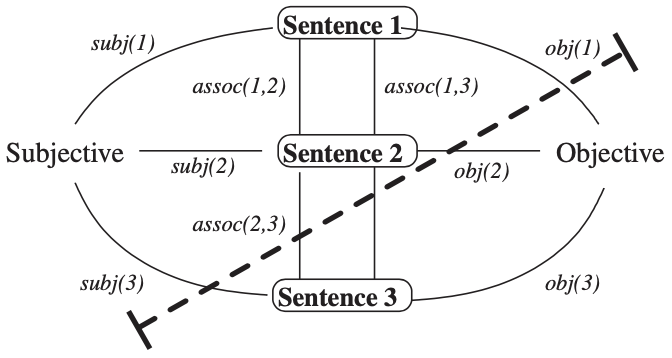 Sentence 1
subj(1)
obj(1)
assoc(1,2)
assoc(1,3)
Subjective
Sentence 2
Objective
subj(2)
obj(2)
assoc(2,3)
subj(3)
Sentence 3
obj(3)